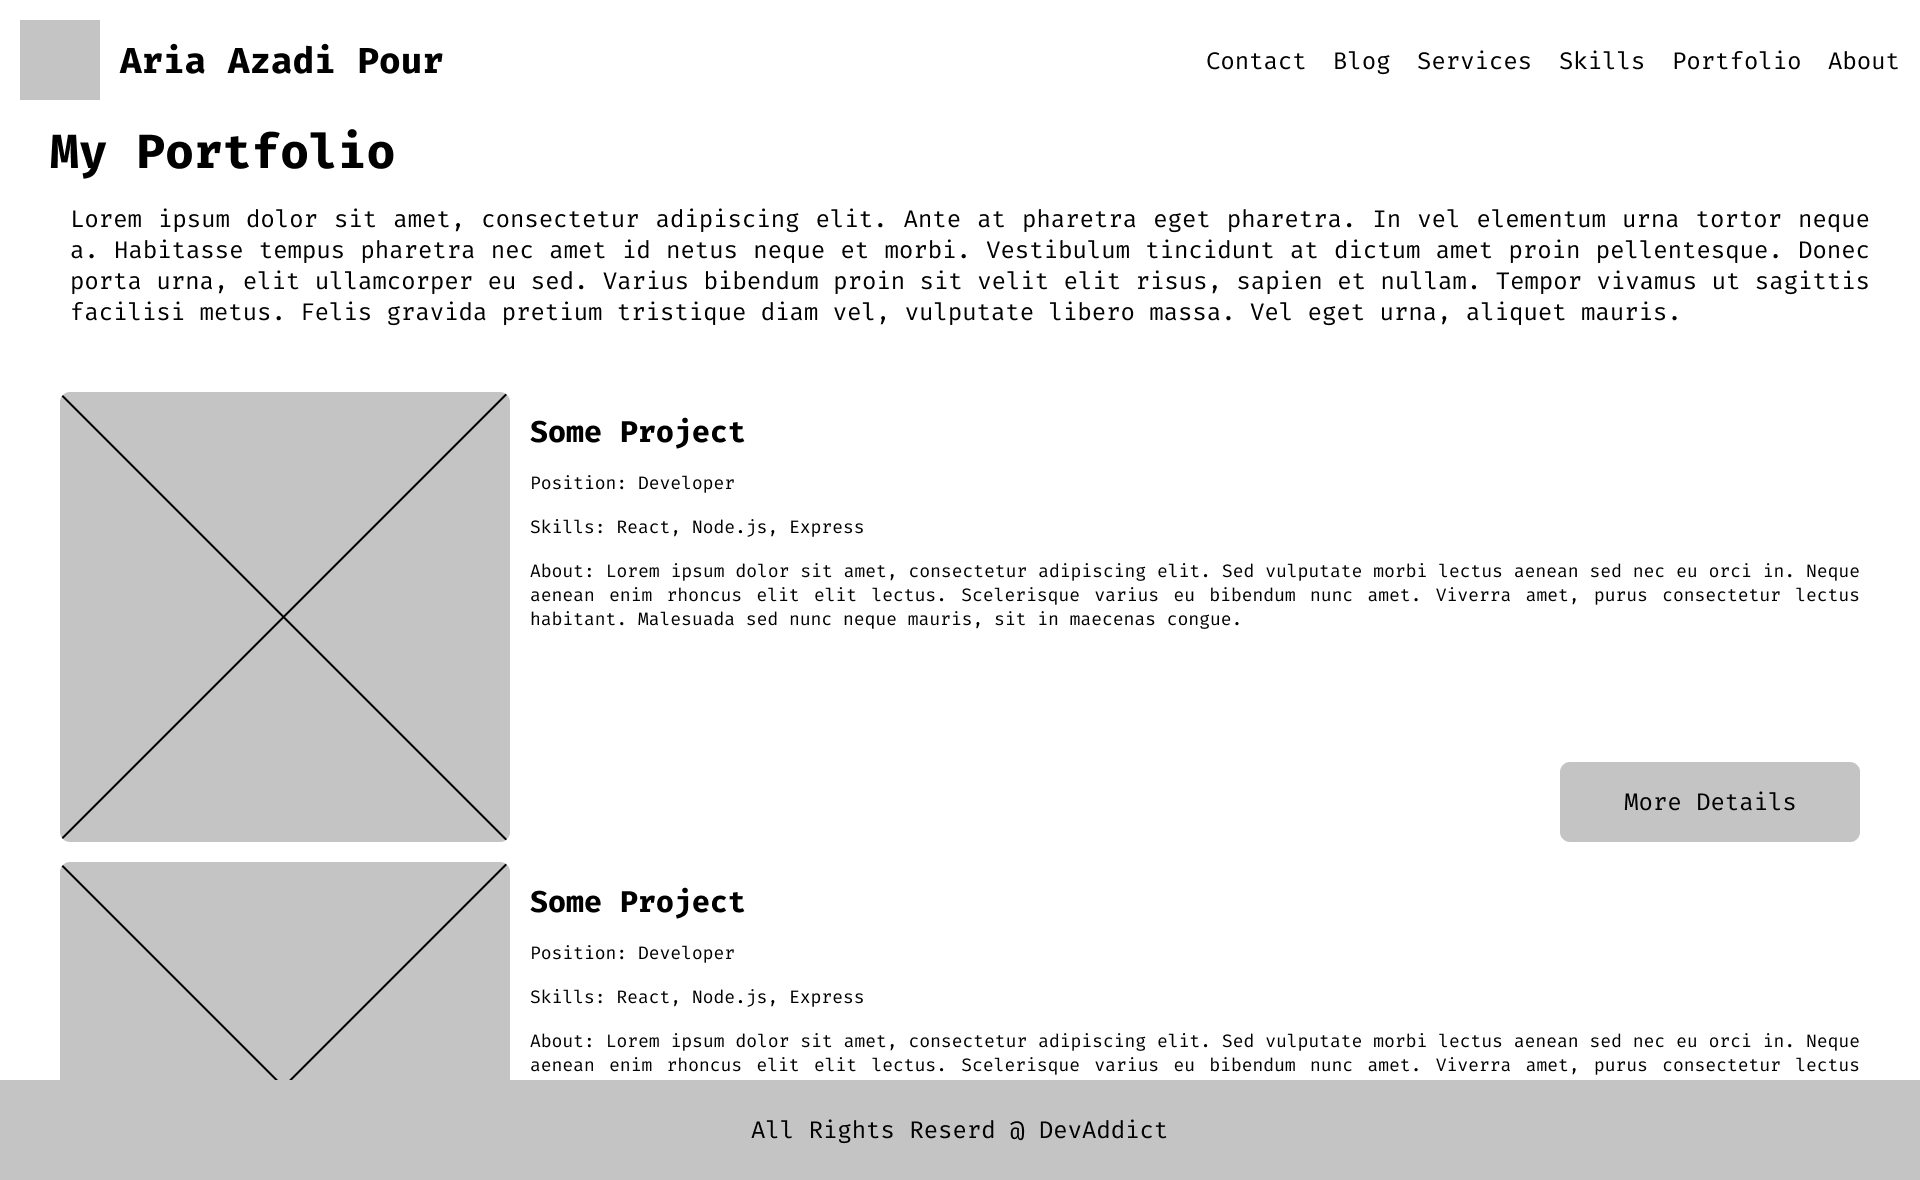 Aria Azadi Pour
Contact Blog Services Skills Portfolio About
My Portfolio
Lorem ipsum dolor sit amet, consectetur adipiscing elit. Ante at pharetra eget pharetra. In vel elementum urna tortor neque
a. Habitasse tempus pharetra nec amet id netus neque et morbi. Vestibulum tincidunt at dictum amet proin pellentesque. Donec
porta urna, elit ullamcorper eu sed. Varius bibendum proin sit velit elit risus, sapien et nullam. Tempor vivamus ut sagittis
facilisi metus. Felis gravida pretium tristique diam vel, vulputate libero massa. Vel eget urna, aliquet mauris.
Some Project
Position: Developer
Skills: React, Node.js, Express
About: Lorem ipsum dolor sit amet, consectetur adipiscing elit. Sed vulputate morbi lectus aenean sed nec eu orci in. Neque
aenean enim rhoncus elit elit lectus. Scelerisque varius eu bibendum nunc amet. Viverra amet, purus consectetur lectus
habitant. Malesuada sed nunc neque mauris, sit in maecenas congue.
More Details
Some Project
Position: Developer
Skills: React, Node.js, Express
About: Lorem ipsum dolor sit amet, consectetur adipiscing elit. Sed vulputate morbi lectus aenean sed nec eu orci in. Neque
aenean enim rhoncus elit elit lectus. Scelerisque varius eu bibendum nunc amet. Viverra amet, purus consectetur lectus
All Rights Reserd @ DevAddict